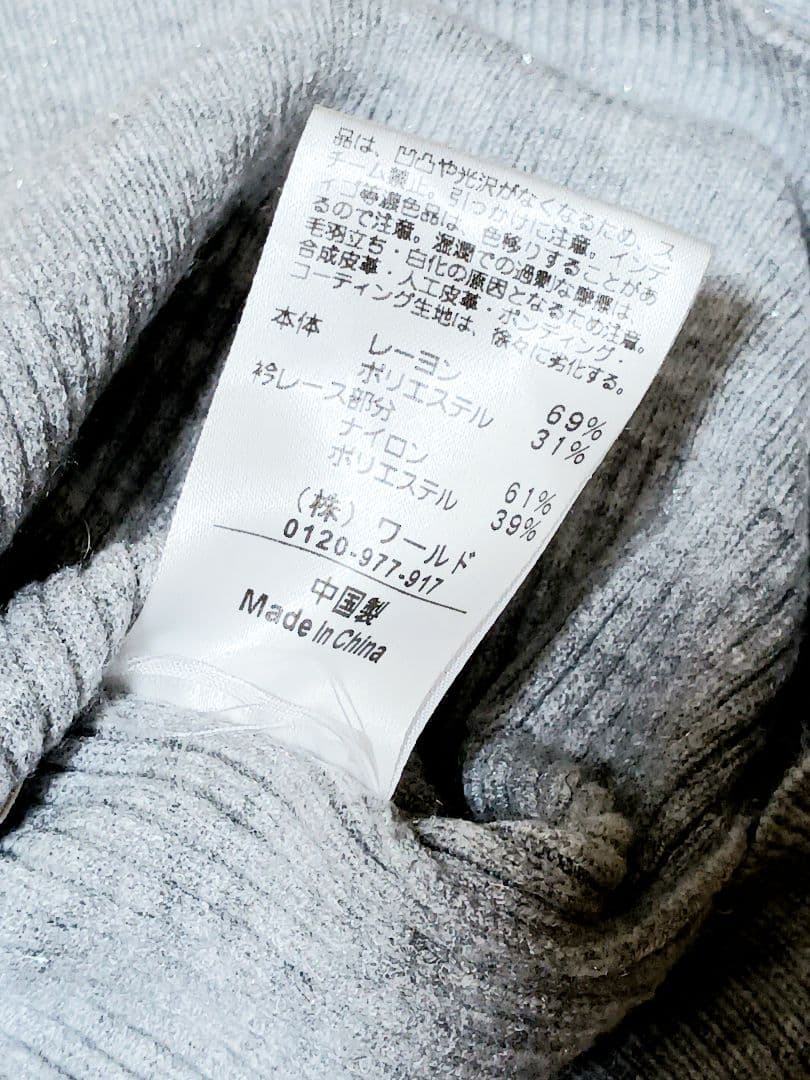 品は、凹凸や光沢がなくなるため、ス
チーム禁止。引っかけに注意。インデ
ィゴ等濃色品は、色移りすることがあ
るので注意。湿潤での過剰な摩擦は、
毛羽立ち・白化の原因となるため注意。
合成皮革・人工皮革・ボンディング・
コーティング生地は、徐々に劣化する。
本体
レーヨン 69%
ポリエステル 31%
衿レース部分
ナイロン 61%
ポリエステル 39%
(株) ワールド
0120-977-917
中国製
Made in China